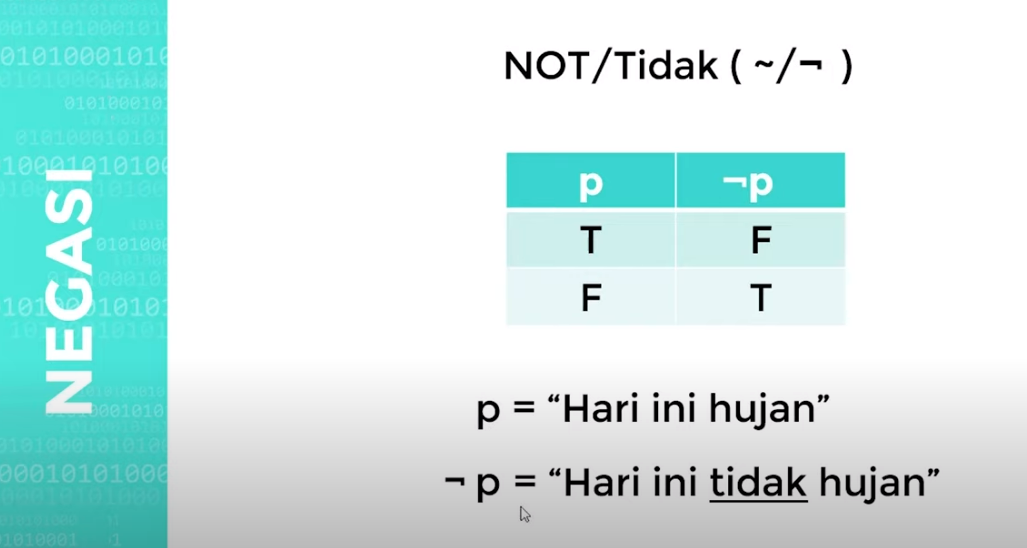 NEGASI
NOT/Tidak ( ~/¬ )
p ¬p
T F
F T
p = “Hari ini hujan”
¬ p = “Hari ini tidak hujan”